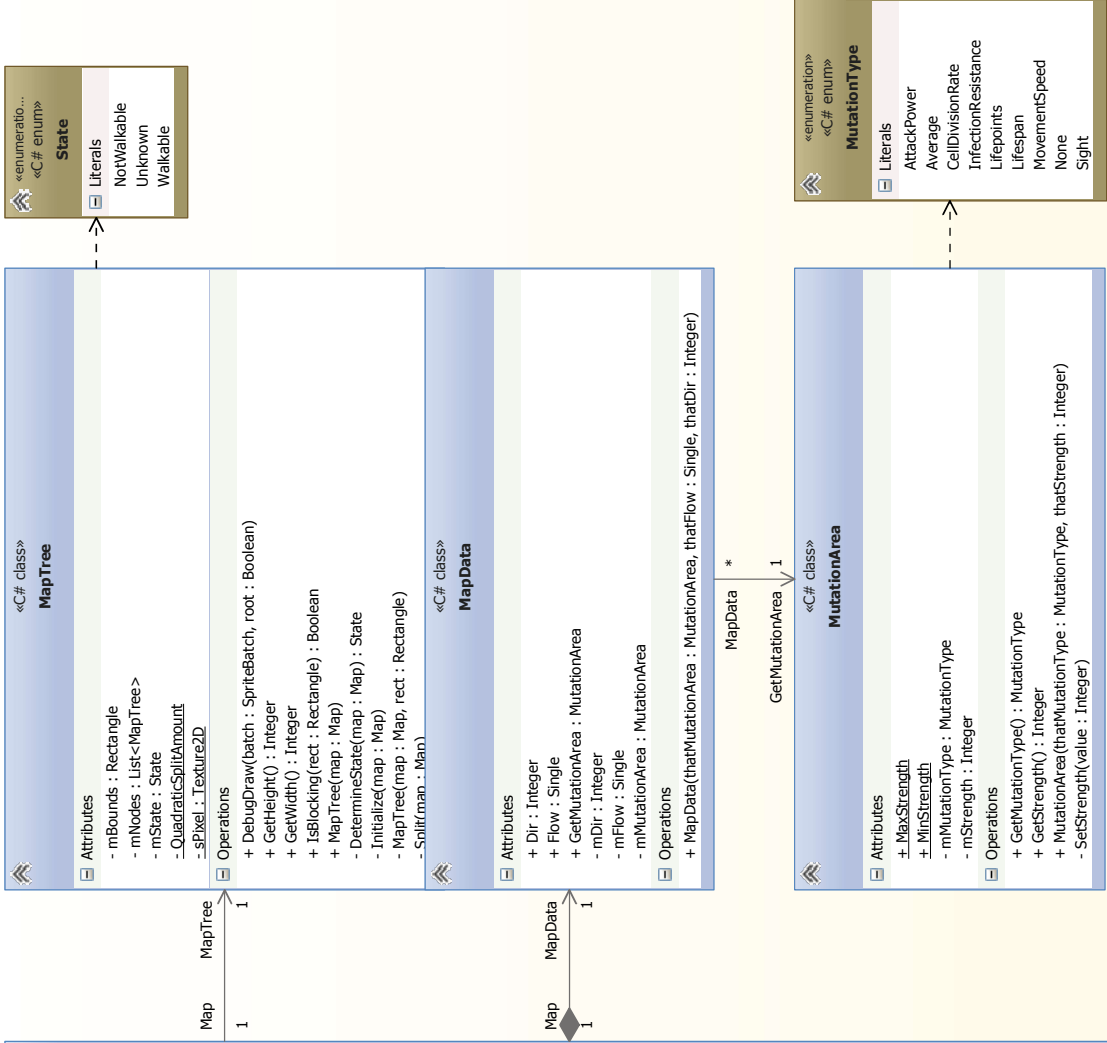 «C# class»
MapTree
Attributes
- mBounds : Rectangle
- mNodes : List<MapTree>
- mState : State
- QuadraticSplitAmount
- sPixel : Texture2D
Operations
+ DebugDraw(batch : SpriteBatch, root : Boolean)
+ GetHeight() : Integer
+ GetWidth() : Integer
+ IsBlocking(rect : Rectangle) : Boolean
+ MapTree(map : Map)
- DetermineState(map : Map) : State
- Initialize(map : Map)
- MapTree(map : Map, rect : Rectangle)
- Split(map : Map)
«enumeratio...
«C# enum»
State
Literals
NotWalkable
Unknown
Walkable
Map
1
MapTree
1
«C# class»
MapData
Attributes
+ Dir : Integer
+ Flow : Single
+ GetMutationArea : MutationArea
- mDir : Integer
- mFlow : Single
- mMutationArea : MutationArea
Operations
+ MapData(thatMutationArea : MutationArea, thatFlow : Single, thatDir : Integer)
Map
1
MapData
1
MapData
*
GetMutationArea
1
«C# class»
MutationArea
Attributes
+ MaxStrength
+ MinStrength
- mMutationType : MutationType
- mStrength : Integer
Operations
+ GetMutationType() : MutationType
+ GetStrength() : Integer
+ MutationArea(thatMutationType : MutationType, thatStrength : Integer)
- SetStrength(value : Integer)
«enumeration»
«C# enum»
MutationType
Literals
AttackPower
Average
CellDivisionRate
InfectionResistance
Lifepoints
Lifespan
MovementSpeed
None
Sight